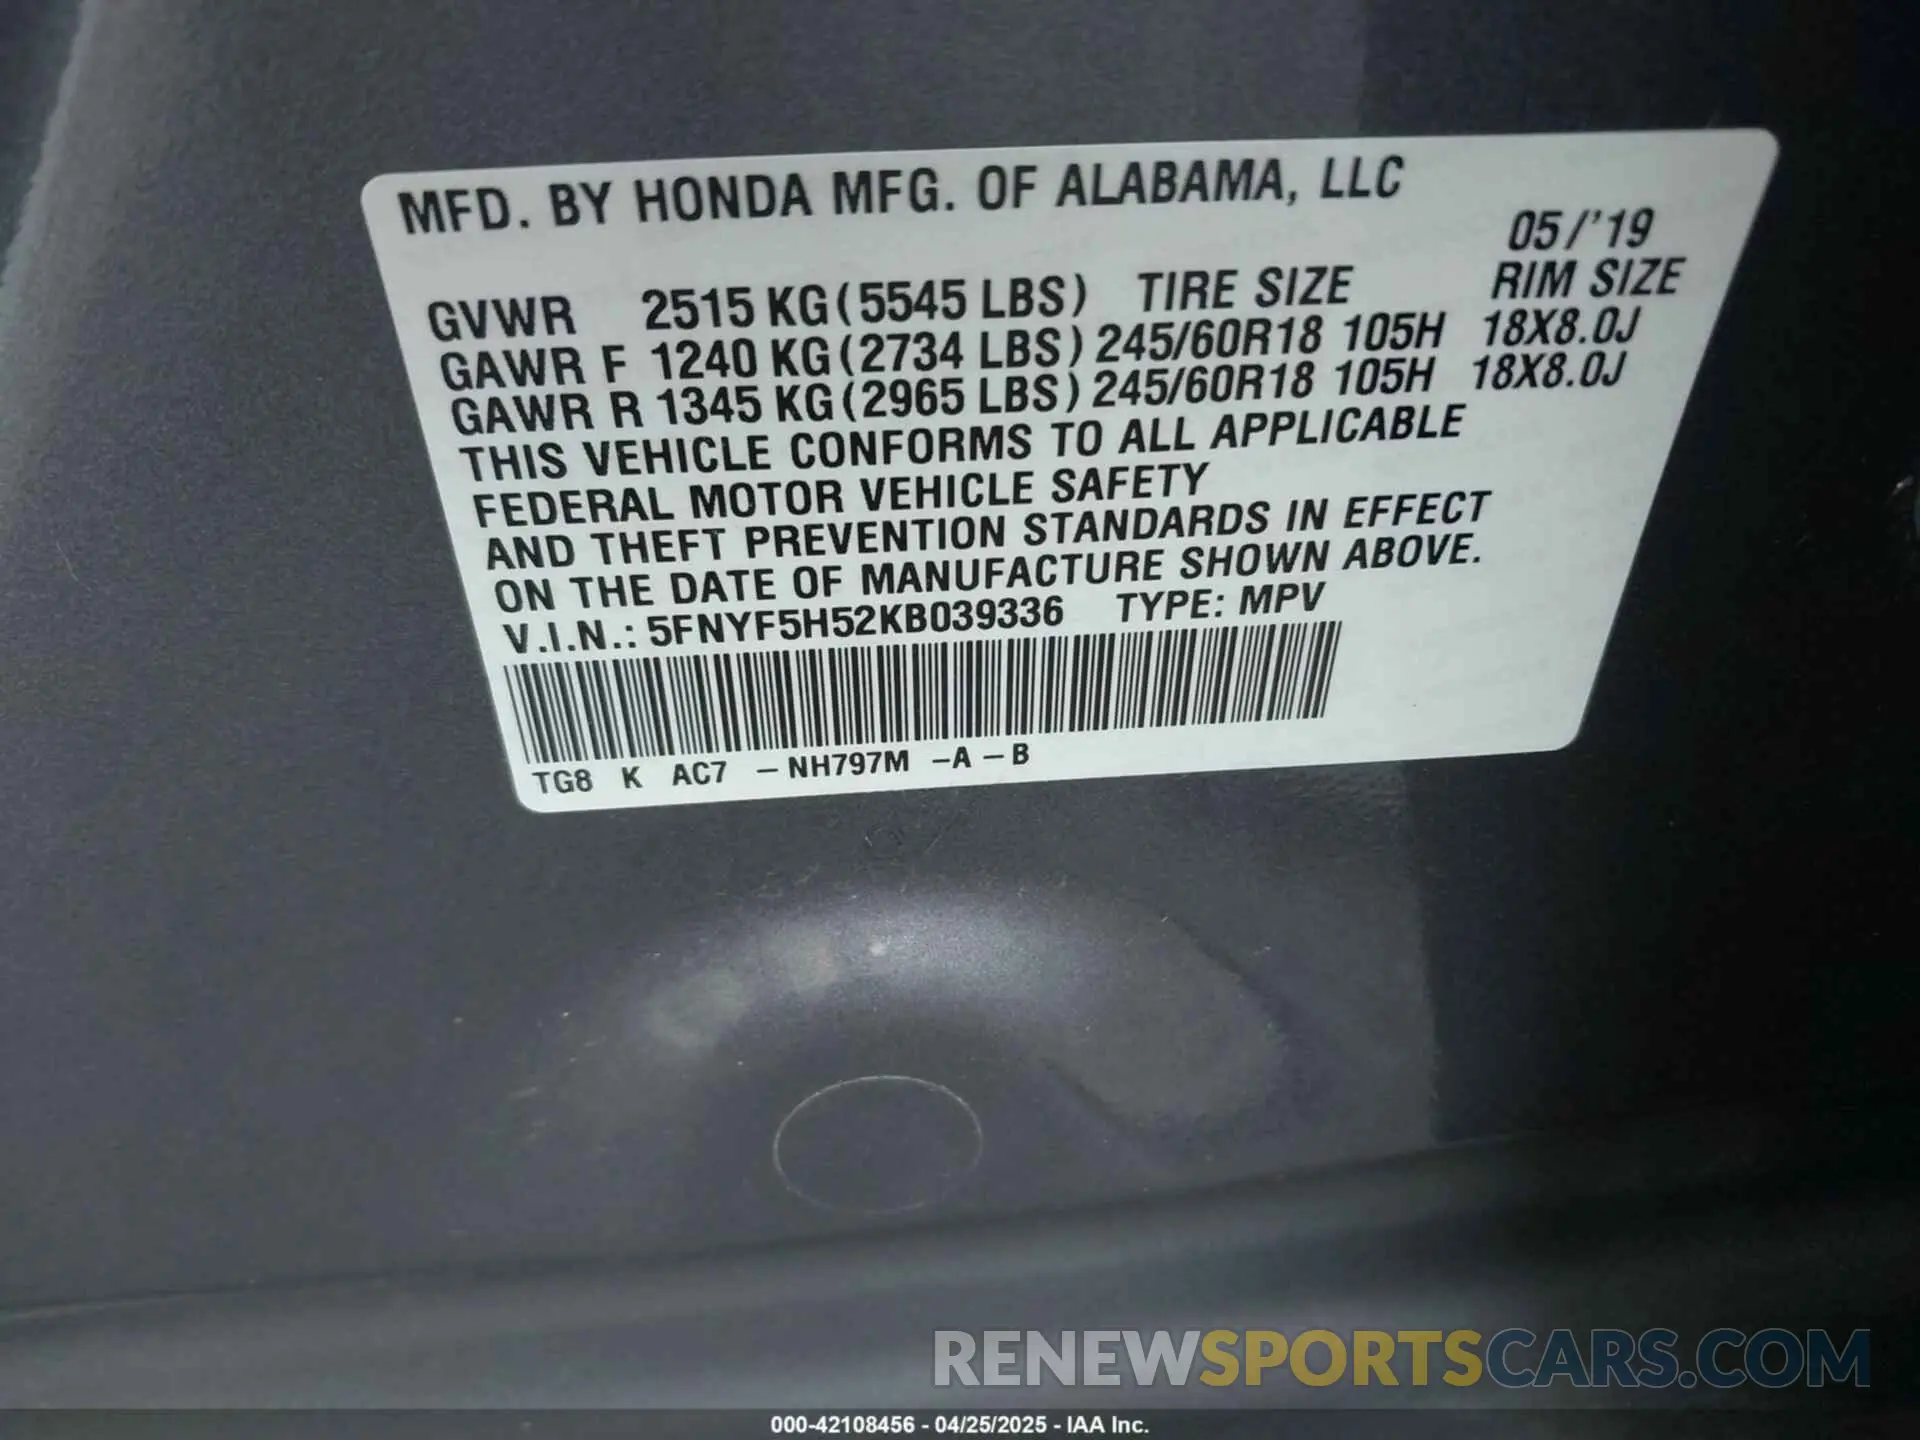 MFD. BY HONDA MFG. OF ALABAMA, LLC
05/'19
GVWR 2515 KG(5545 LBS) TIRE SIZE RIM SIZE
GAWR F 1240 KG(2734 LBS) 245/60R18 105H 18X8.0J
GAWR R 1345 KG(2965 LBS) 245/60R18 105H 18X8.0J
THIS VEHICLE CONFORMS TO ALL APPLICABLE
FEDERAL MOTOR VEHICLE SAFETY
AND THEFT PREVENTION STANDARDS IN EFFECT
ON THE DATE OF MANUFACTURE SHOWN ABOVE.
V.I.N.: 5FNYF5H52KB039336 TYPE: MPV
TG8 K AC7 -NH797M -A-B
RENEWSPORTSCARS.COM
000-42108456 - 04/25/2025 - IAA Inc.